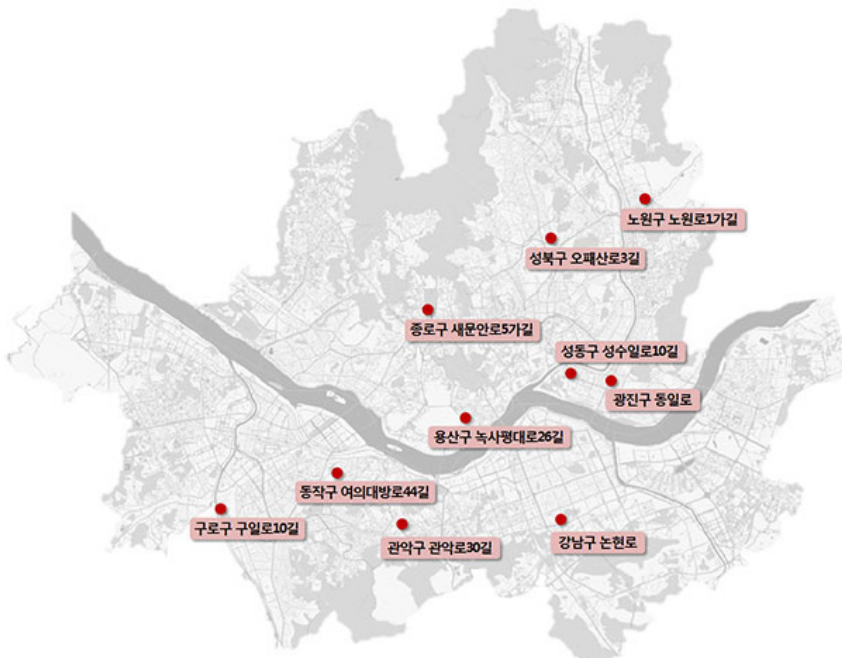 노원구 노원로1가길
성북구 오패산로3길
종로구 새문안로5가길
성동구 성수일로10길
광진구 동일로
용산구 녹사평대로26길
동작구 여의대방로44길
구로구 구일로10길
관악구 관악로30길
강남구 논현로